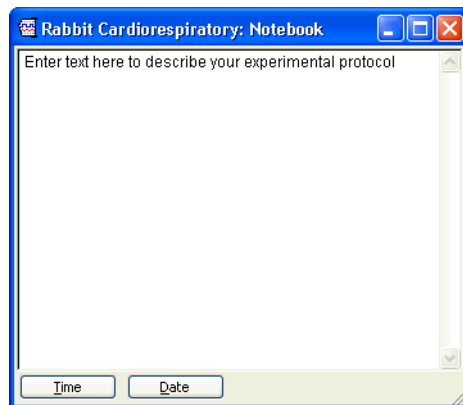 Rabbit Cardiorespiratory: Notebook
Enter text here to describe your experimental protocol
Time
Date